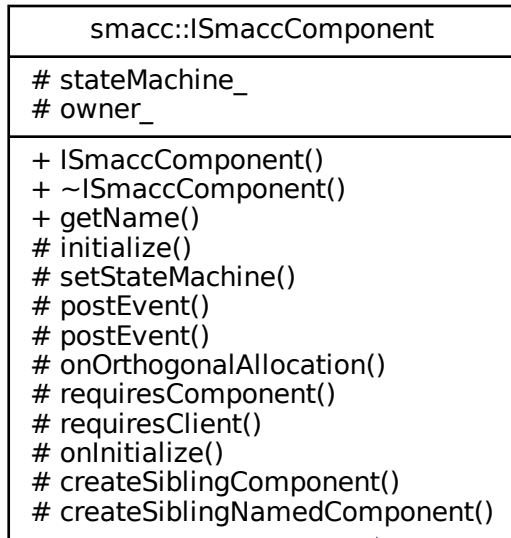 smacc::ISmaccComponent
# stateMachine_
# owner_
+ ISmaccComponent()
+ ~ISmaccComponent()
+ getName()
# initialize()
# setStateMachine()
# postEvent()
# postEvent()
# onOrthogonalAllocation()
# requiresComponent()
# requiresClient()
# onInitialize()
# createSiblingComponent()
# createSiblingNamedComponent()